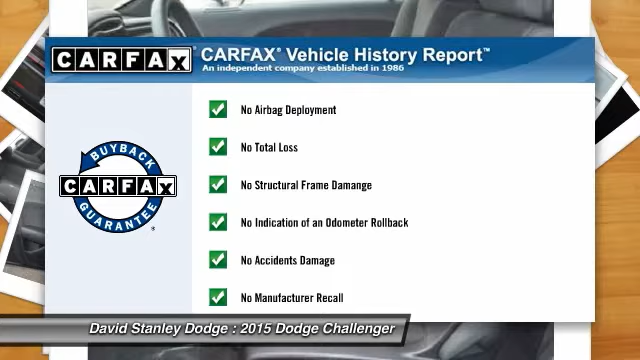 CARFAX
CARFAX® Vehicle History Report™
An independent company established in 1986
No Airbag Deployment
No Total Loss
No Structural Frame Damange
No Indication of an Odometer Rollback
No Accidents Damage
No Manufacturer Recall
BUYBACK
CARFAX
GUARANTEE®
David Stanley Dodge : 2015 Dodge Challenger